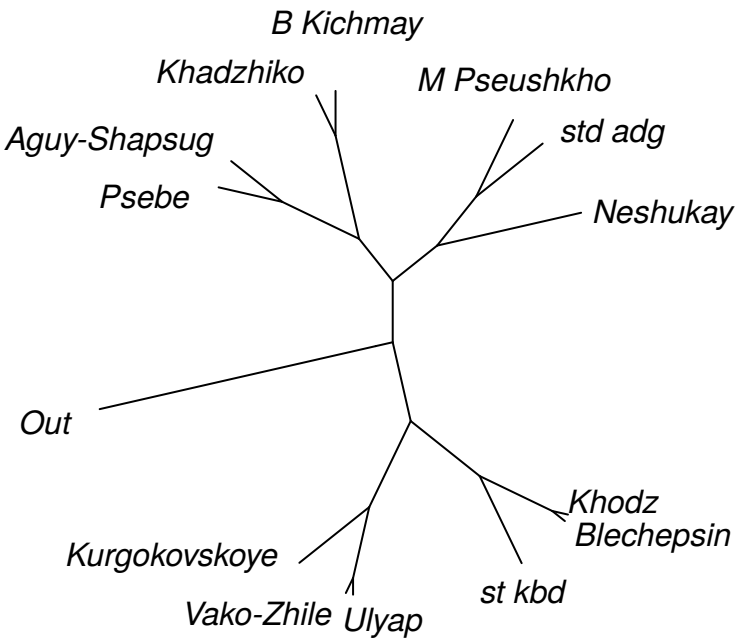 B Kichmay
Khadzhiko
M Pseushkho
Aguy-Shapsug
std adg
Psebe
Neshukay
Out
Khodz
Blechepsin
Kurgokovskoye
st kbd
Vako-Zhile
Ulyap